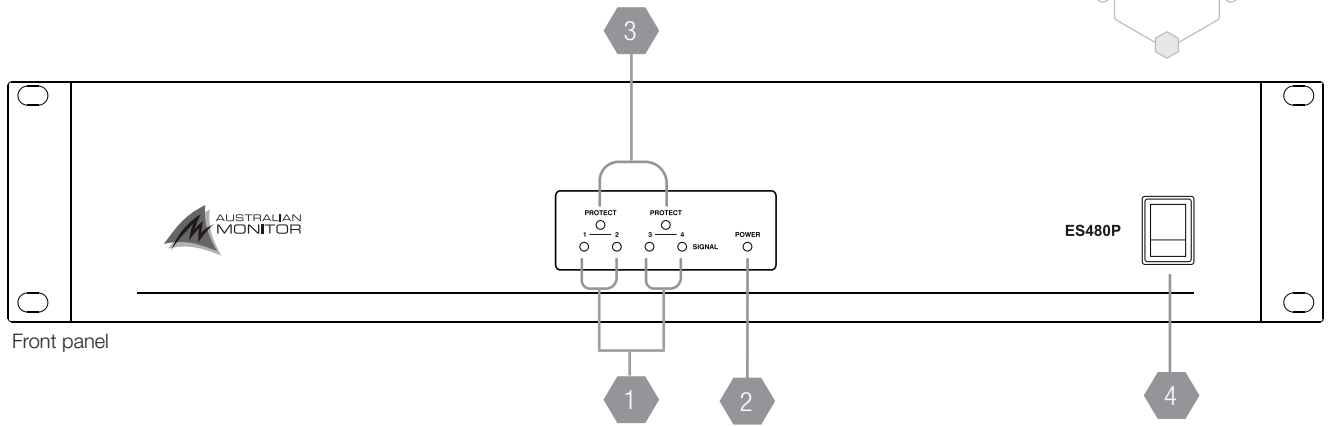 3
PROTECT PROTECT
1 2 3 4 POWER
SIGNAL
AUSTRALIAN
MONITOR
ES480P
Front panel
1 2 4